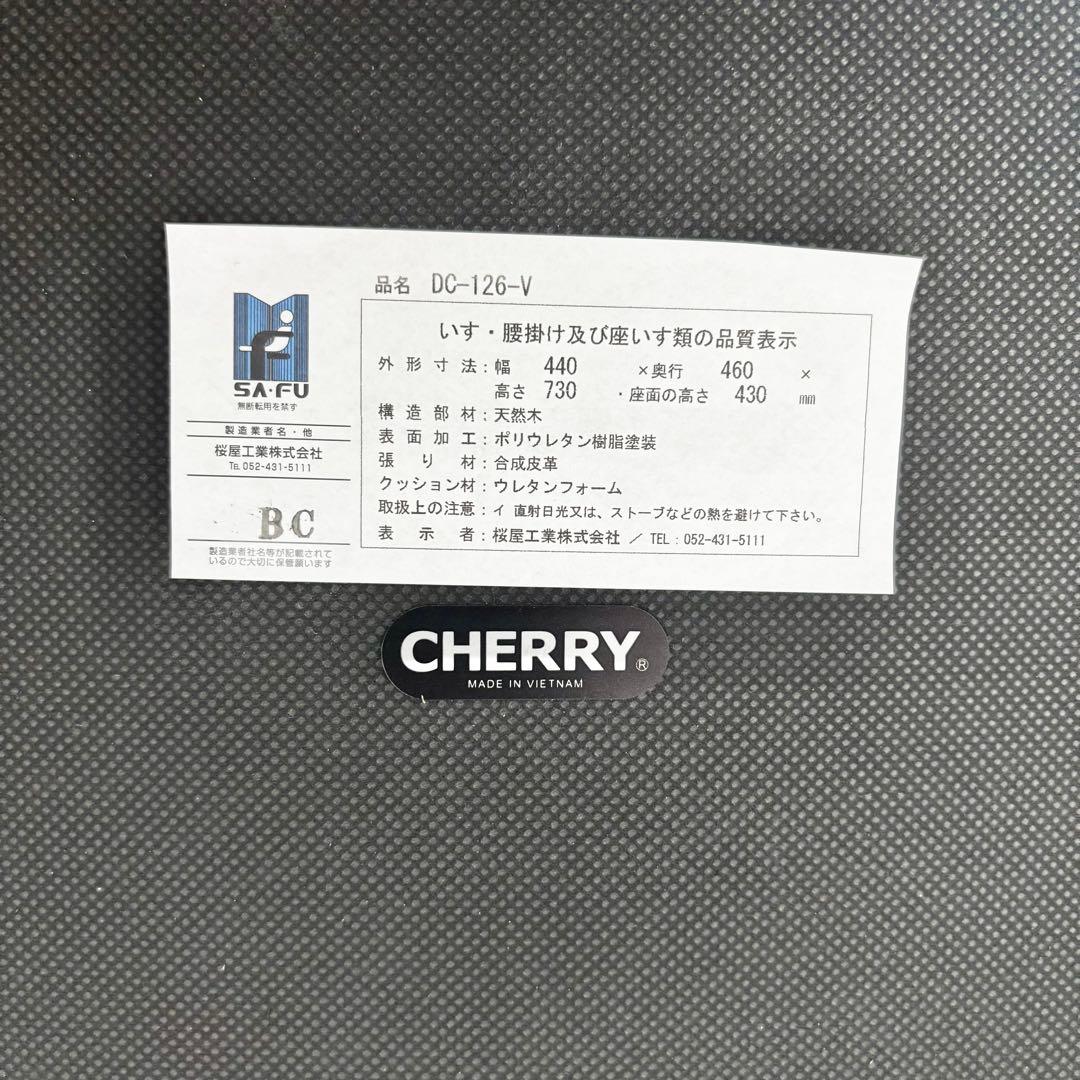 SA・FU
無断転用を禁ず
製造業者名・他
桜屋工業株式会社
TEL 052-431-5111
BC
製造業者社名等が記載されて
いるので大切に保管願います
品名 DC-126-V
いす・腰掛け及び座いす類の品質表示
外形寸法：幅 440 ×奥行 460 ×
高さ 730 ・座面の高さ 430 mm
構造部材：天然木
表面加工：ポリウレタン樹脂塗装
張り材：合成皮革
クッション材：ウレタンフォーム
取扱上の注意：イ 直射日光又は、ストーブなどの熱を避けて下さい。
表示者：桜屋工業株式会社 ／ TEL：052-431-5111
CHERRY®
MADE IN VIETNAM